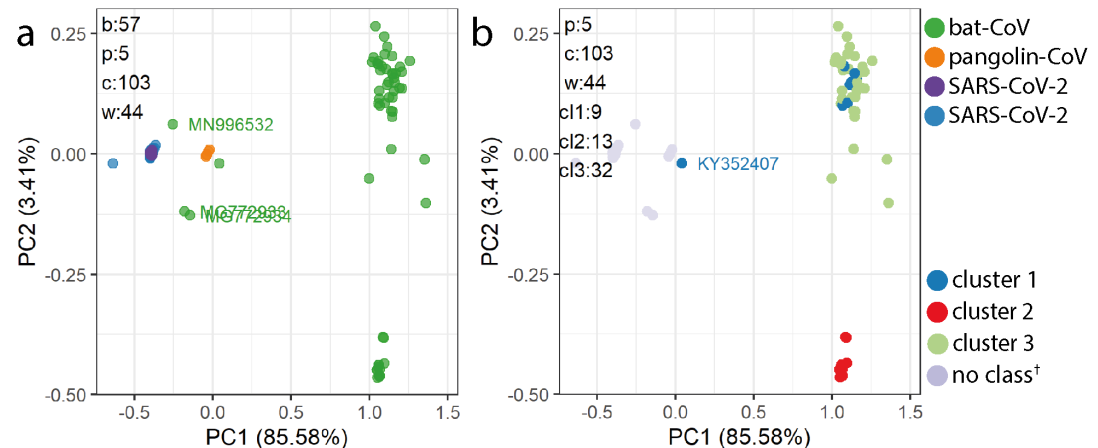 a
b:57
p:5
c:103
w:44
MN996532
MG772933
MG772934
0.25
0.00
-0.25
-0.50
-0.5
0.0
0.5
1.0
1.5
PC1 (85.58%)
PC2 (3.41%)
b
p:5
c:103
w:44
cl1:9
cl2:13
cl3:32
KY352407
0.25
0.00
-0.25
-0.50
-0.5
0.0
0.5
1.0
1.5
PC1 (85.58%)
PC2 (3.41%)
bat-CoV
pangolin-CoV
SARS-CoV-2
SARS-CoV-2
cluster 1
cluster 2
cluster 3
no class†